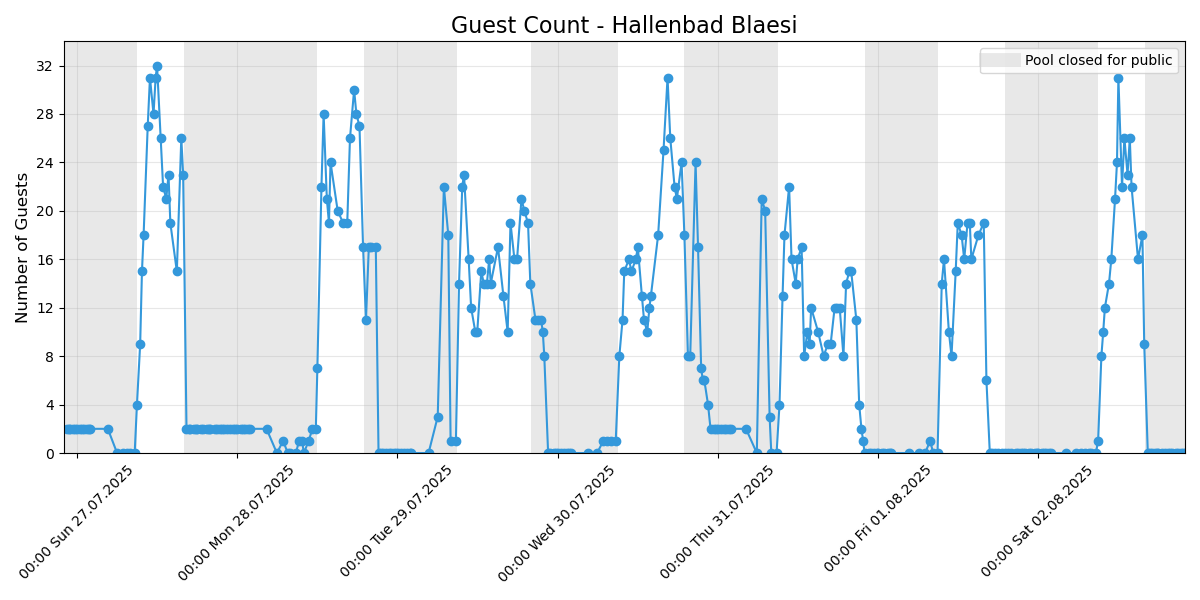 Guest Count - Hallenbad Blaesi
Pool closed for public
Number of Guests
32
28
24
20
16
12
8
4
0
00:00 Sun 27.07.2025
00:00 Mon 28.07.2025
00:00 Tue 29.07.2025
00:00 Wed 30.07.2025
00:00 Thu 31.07.2025
00:00 Fri 01.08.2025
00:00 Sat 02.08.2025